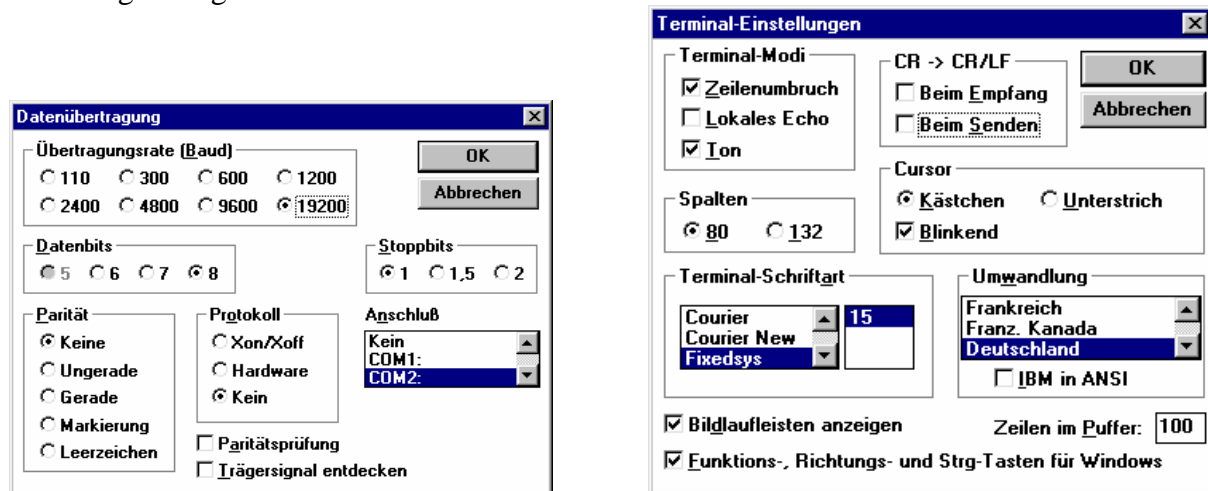 Datenübertragung
Übertragungsrate (Baud)
110 300 600 1200
2400 4800 9600 19200
OK
Abbrechen
Datenbits
5 6 7 8
Stoppbits
1 1,5 2
Parität
Keine
Ungerade
Gerade
Markierung
Leerzeichen
Protokoll
Xon/Xoff
Hardware
Kein
Anschluß
Kein
COM1:
COM2:
Paritätsprüfung
Trägersignal entdecken
Terminal-Einstellungen
Terminal-Modi
Zeilenumbruch
Lokales Echo
Ton
CR -> CR/LF
Beim Empfang
Beim Senden
OK
Abbrechen
Spalten
80 132
Cursor
Kästchen Unterstrich
Blinkend
Terminal-Schriftart
Courier
Courier New
Fixedsys
15
Umwandlung
Frankreich
Franz. Kanada
Deutschland
IBM in ANSI
Bildlaufleisten anzeigen
Zeilen im Puffer: 100
Funktions-, Richtungs- und Strg-Tasten für Windows